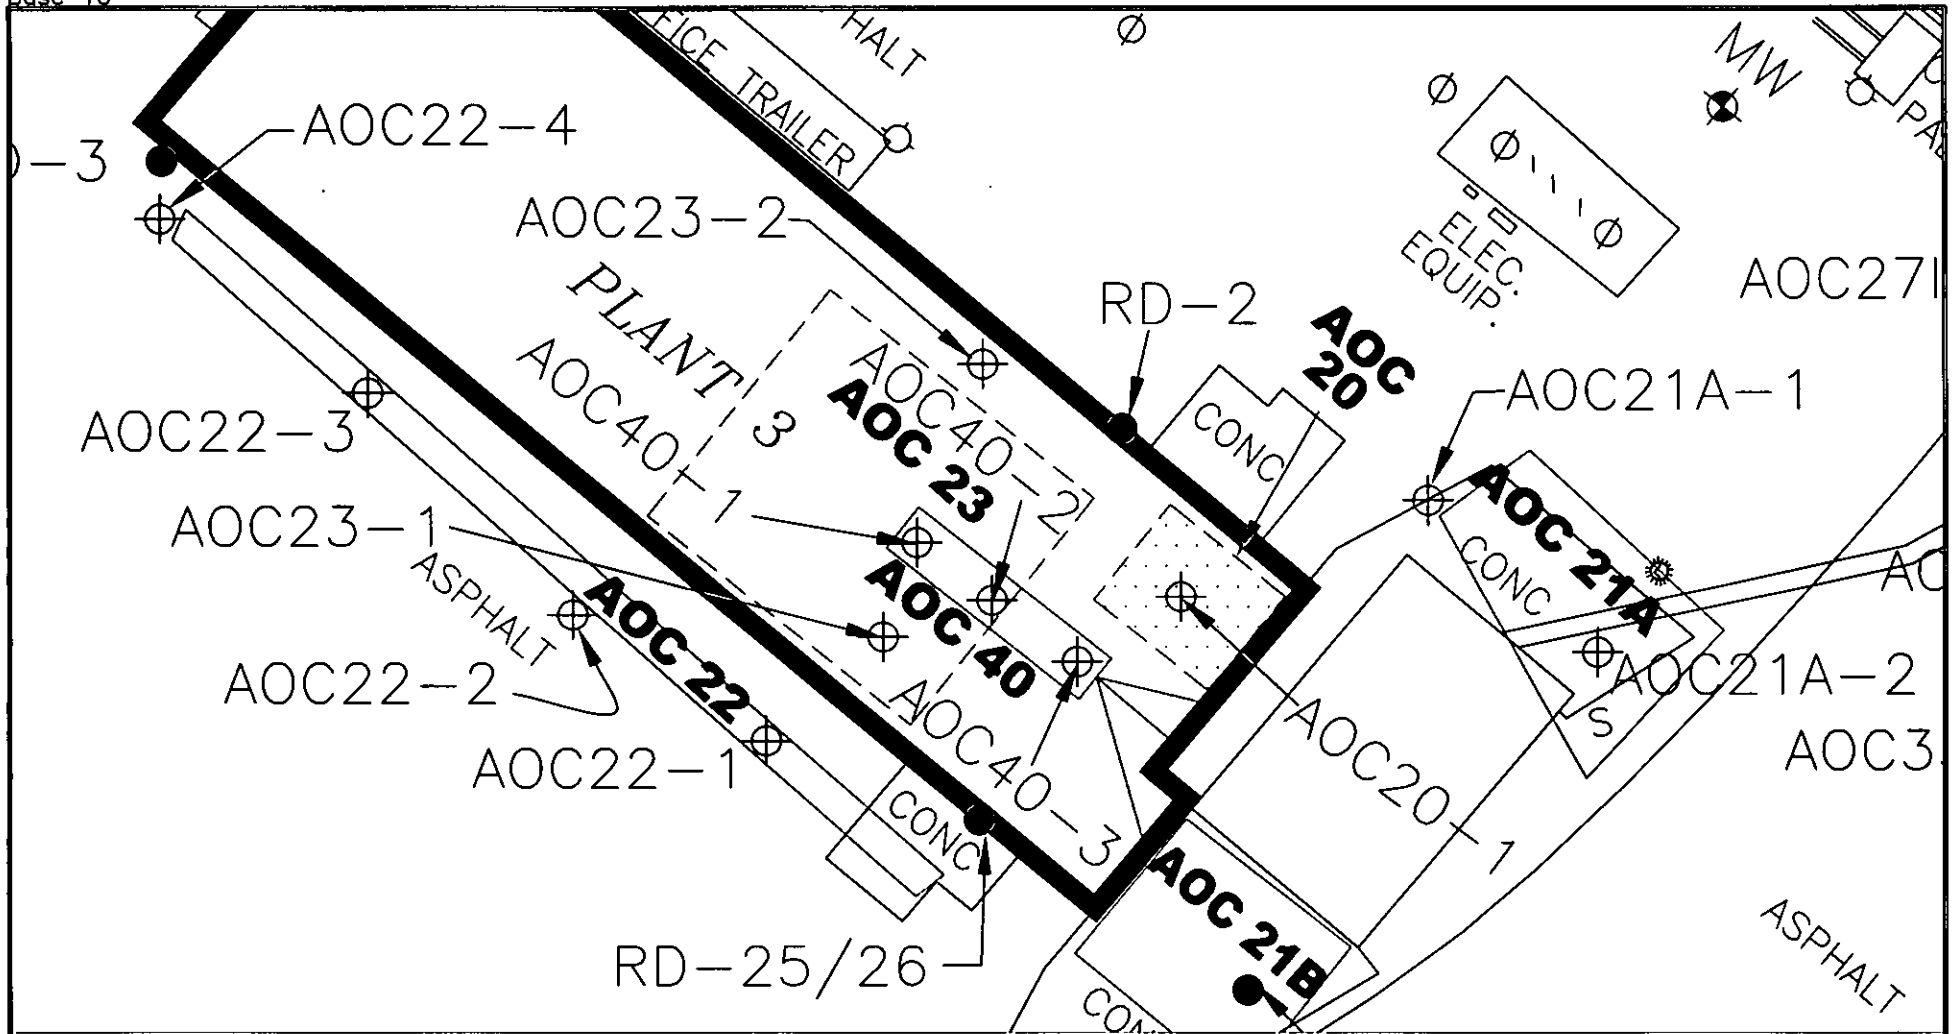 HALT
FICE TRAILER
MW
AOC22-4
-3
AOC23-2
ELEC.
EQUIP.
AOC27
RD-2
PLANT 3
AOC
20
AOC40-1
AOC40-2
AOC 23
CONC
AOC21A-1
AOC22-3
AOC23-1
ASPHALT
AOC 21A
CONC
AOC 40
AOC 22
AOC22-2
AOC21A-2
S
AOC40-3
AOC20-1
AOC22-1
AOC3
CONC
AOC 21B
RD-25/26
ASPHALT